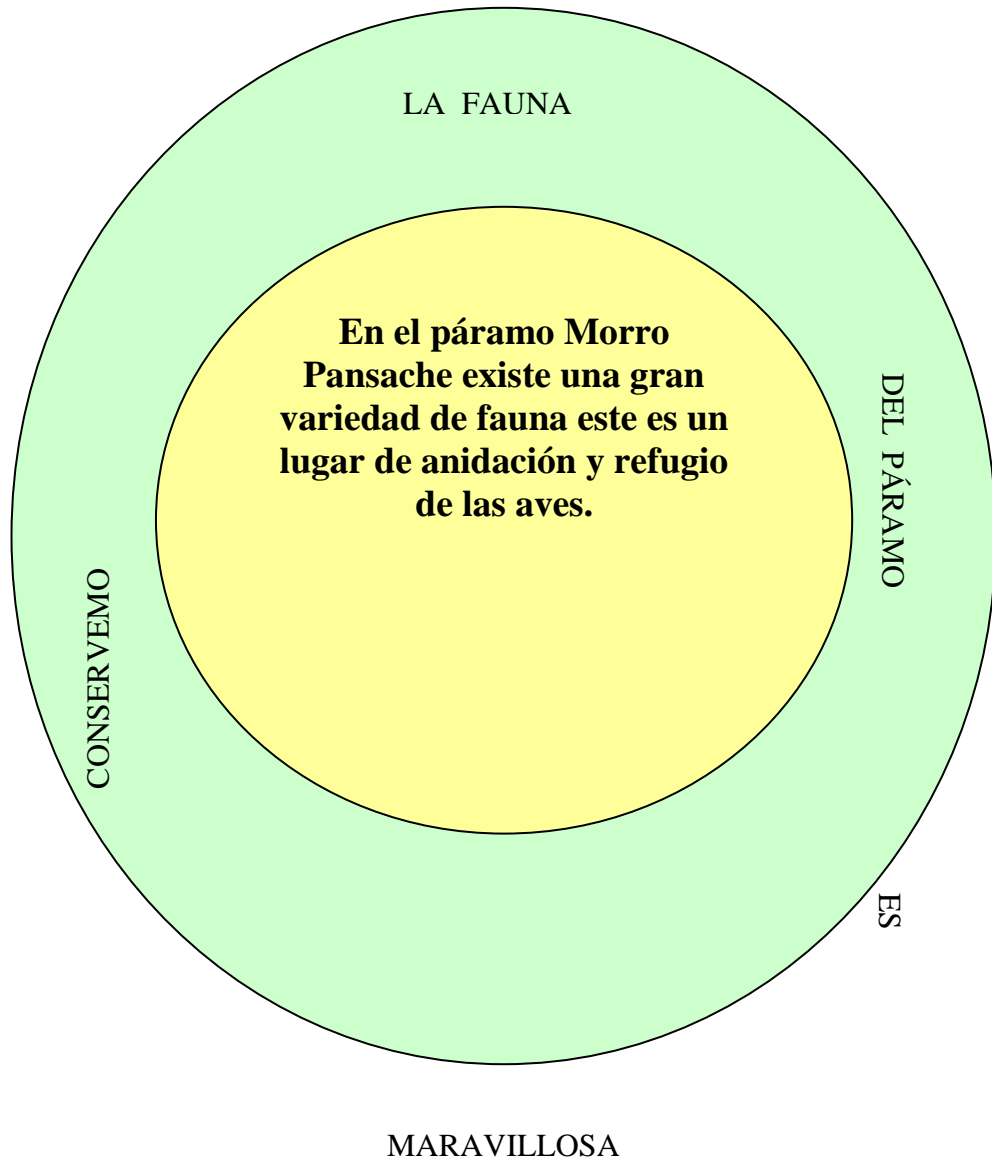 LA FAUNA
En el páramo Morro
Pansache existe una gran
variedad de fauna este es un
lugar de anidación y refugio
de las aves.
DEL PÁRAMO
CONSERVEMO
ES
MARAVILLOSA